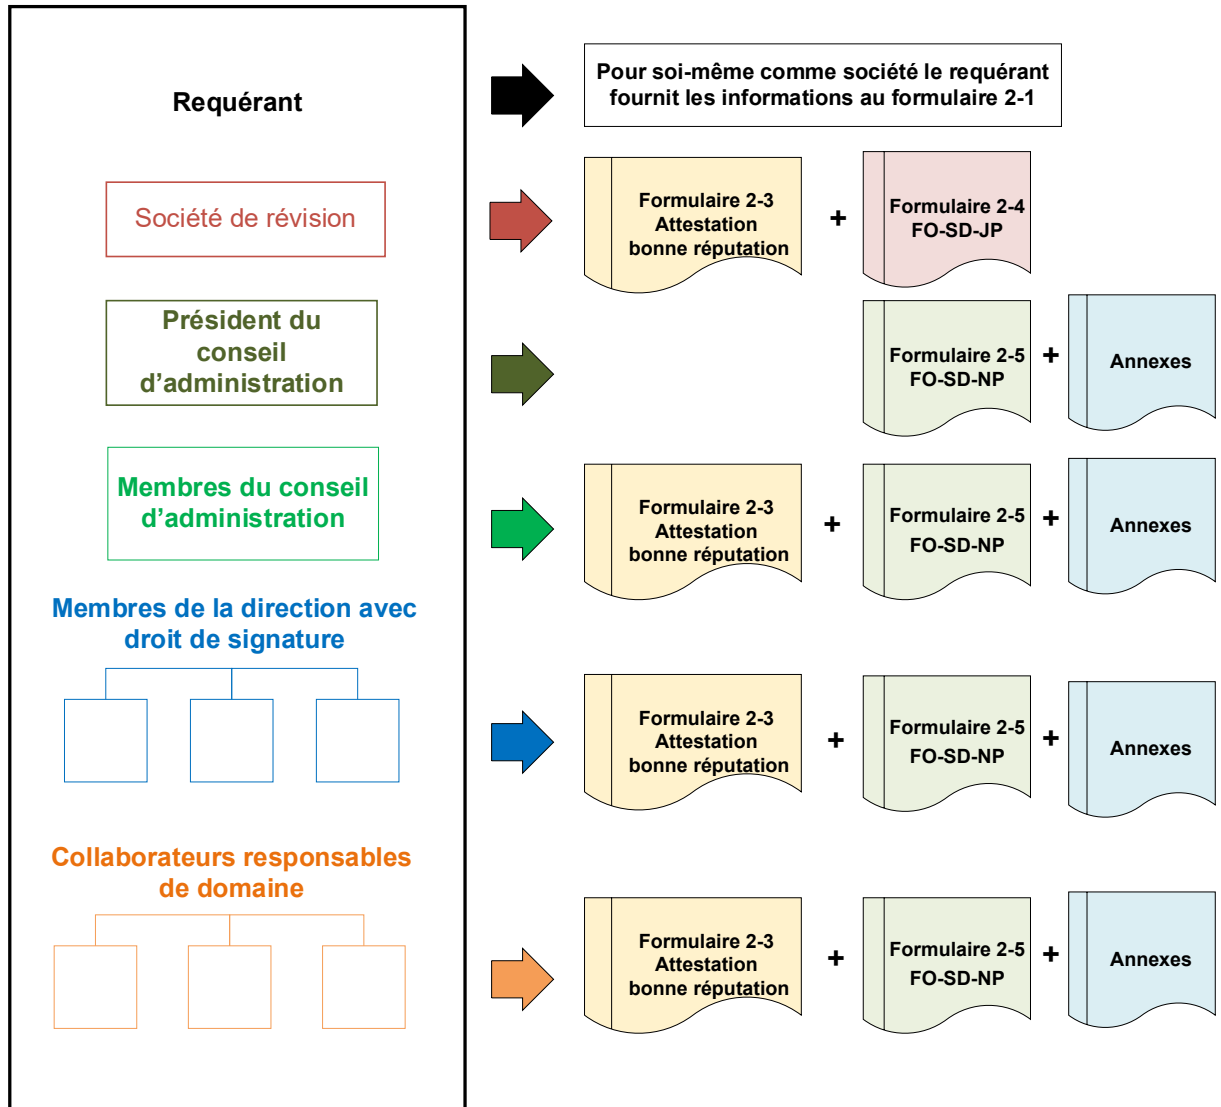 Requérant
Pour soi-même comme société le requérant
fournit les informations au formulaire 2-1
Société de révision
Formulaire 2-3
Attestation
bonne réputation
+
Formulaire 2-4
FO-SD-JP
Président du
conseil
d’administration
Formulaire 2-5
FO-SD-NP
+
Annexes
Membres du conseil
d’administration
Formulaire 2-3
Attestation
bonne réputation
+
Formulaire 2-5
FO-SD-NP
+
Annexes
Membres de la direction avec
droit de signature
Formulaire 2-3
Attestation
bonne réputation
+
Formulaire 2-5
FO-SD-NP
+
Annexes
Collaborateurs responsables
de domaine
Formulaire 2-3
Attestation
bonne réputation
+
Formulaire 2-5
FO-SD-NP
+
Annexes